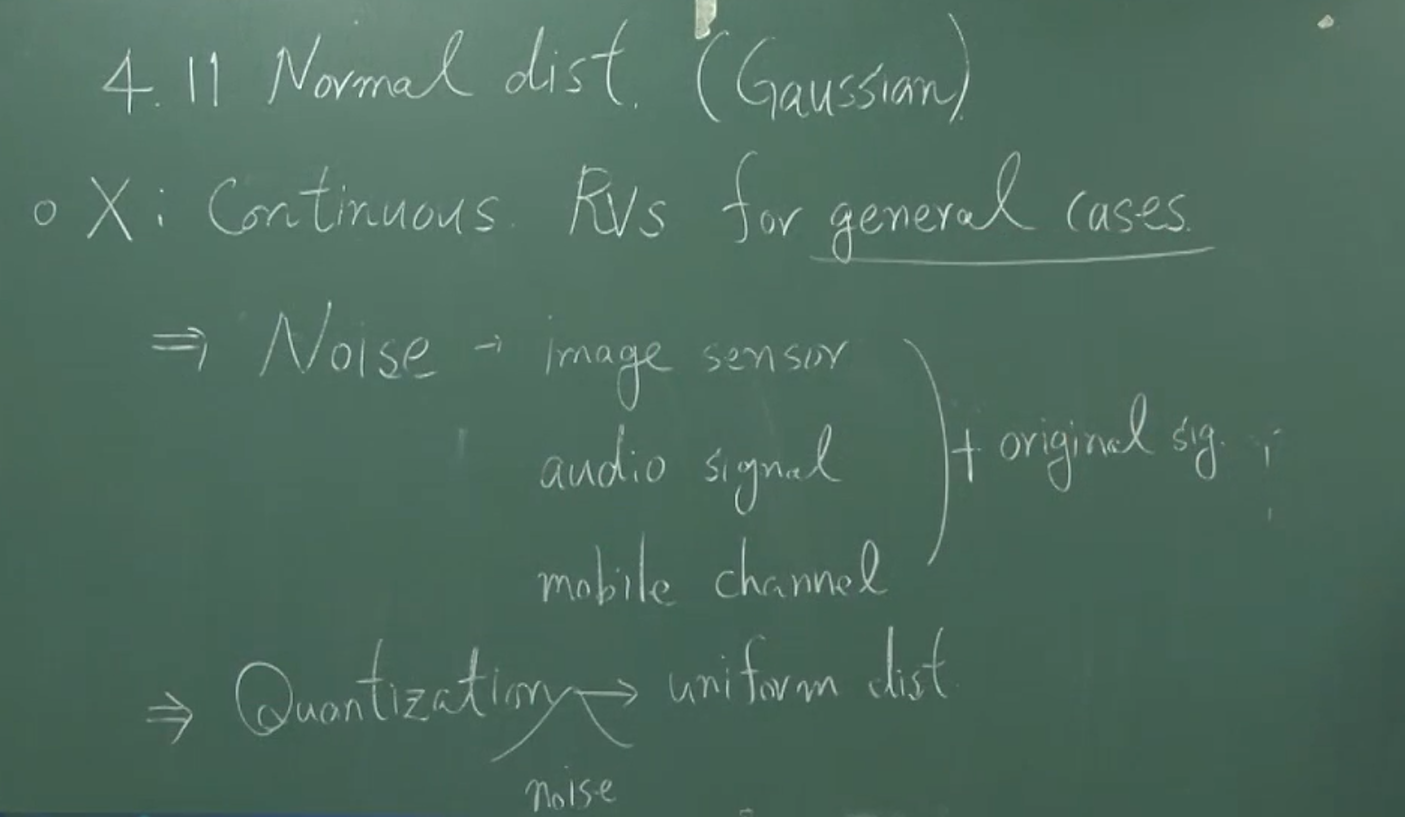 4.11 Normal dist. (Gaussian)
o X: Continuous RVs for general cases.
⇒ Noise → image sensor
audio signal
+ original sig.
mobile channel
⇒ Quantization → uniform dist
noise